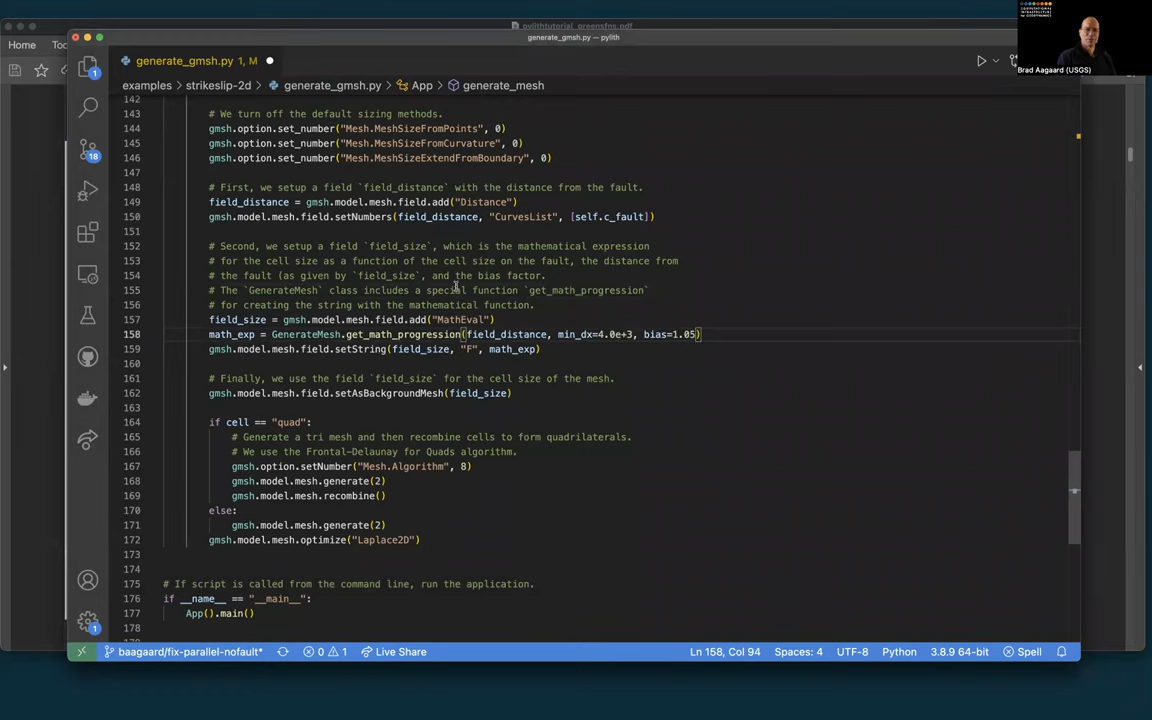 pylithtutorial_greensfns.pdf
Home
generate_gmsh.py — pylith
COMPUTATIONAL
INFRASTRUCTURE
for GEODYNAMICS
Brad Aagaard (USGS)
generate_gmsh.py 1, M
examples > strikeslip-2d > generate_gmsh.py > App > generate_mesh
142
143 # We turn off the default sizing methods.
144 gmsh.option.set_number("Mesh.MeshSizeFromPoints", 0)
145 gmsh.option.set_number("Mesh.MeshSizeFromCurvature", 0)
146 gmsh.option.set_number("Mesh.MeshSizeExtendFromBoundary", 0)
147
148 # First, we setup a field `field_distance` with the distance from the fault.
149 field_distance = gmsh.model.mesh.field.add("Distance")
150 gmsh.model.mesh.field.setNumbers(field_distance, "CurvesList", [self.c_fault])
151
152 # Second, we setup a field `field_size`, which is the mathematical expression
153 # for the cell size as a function of the cell size on the fault, the distance from
154 # the fault (as given by `field_size`, and the bias factor.
155 # The `GenerateMesh` class includes a special function `get_math_progression`
156 # for creating the string with the mathematical function.
157 field_size = gmsh.model.mesh.field.add("MathEval")
158 math_exp = GenerateMesh.get_math_progression(field_distance, min_dx=4.0e+3, bias=1.05)
159 gmsh.model.mesh.field.setString(field_size, "F", math_exp)
160
161 # Finally, we use the field `field_size` for the cell size of the mesh.
162 gmsh.model.mesh.field.setAsBackgroundMesh(field_size)
163
164 if cell == "quad":
165 # Generate a tri mesh and then recombine cells to form quadrilaterals.
166 # We use the Frontal-Delaunay for Quads algorithm.
167 gmsh.option.setNumber("Mesh.Algorithm", 8)
168 gmsh.model.mesh.generate(2)
169 gmsh.model.mesh.recombine()
170 else:
171 gmsh.model.mesh.generate(2)
172 gmsh.model.mesh.optimize("Laplace2D")
173
174
175 # If script is called from the command line, run the application.
176 if __name__ == "__main__":
177 App().main()
178
1
18
1
baagaard/fix-parallel-nofault* 0 1 Live Share Ln 158, Col 94 Spaces: 4 UTF-8 Python 3.8.9 64-bit Spell